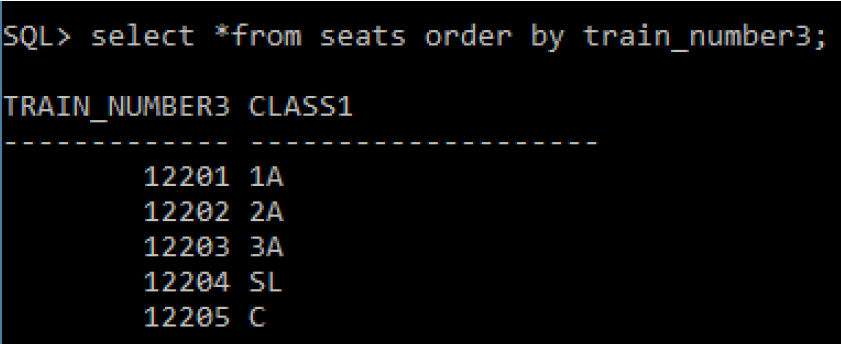 SQL> select *from seats order by train_number3;
TRAIN_NUMBER3 CLASS1
------------- --------------------
12201 1A
12202 2A
12203 3A
12204 SL
12205 C